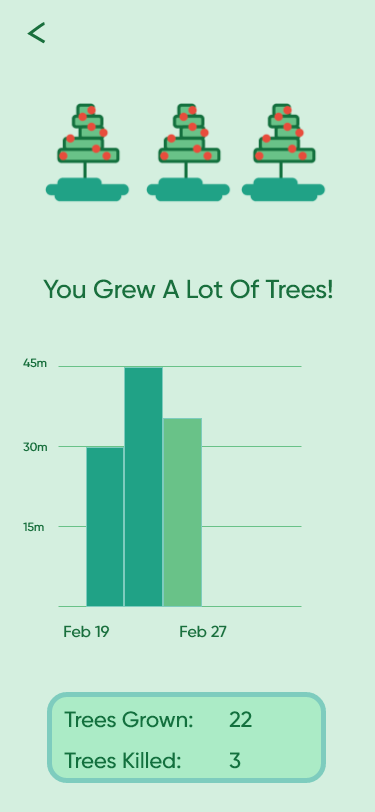 You Grew A Lot Of Trees!
45m
30m
15m
Feb 19 Feb 27
Trees Grown: 22
Trees Killed: 3